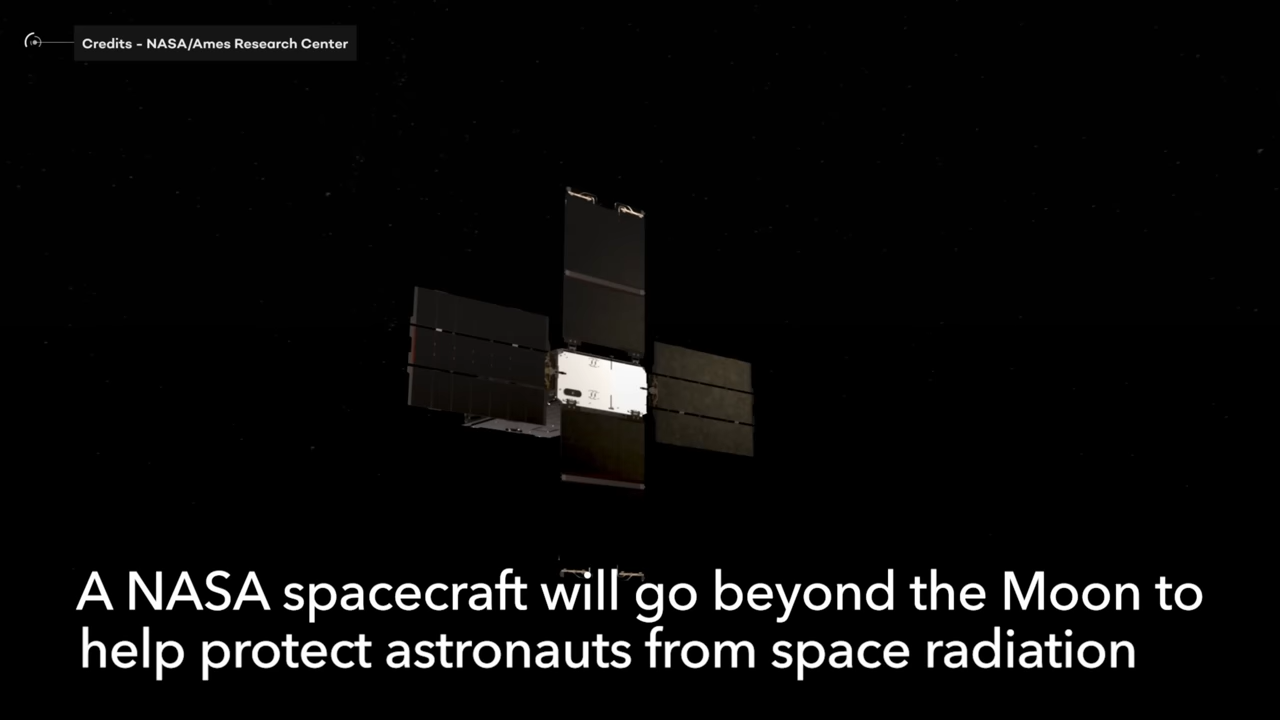 Credits - NASA/Ames Research Center
A NASA spacecraft will go beyond the Moon to
help protect astronauts from space radiation